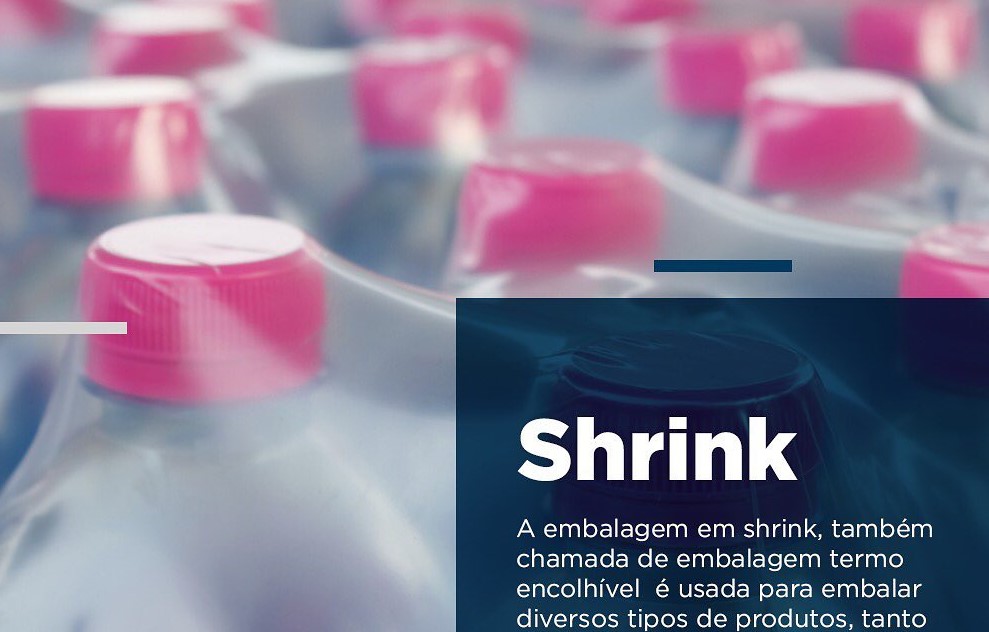 Shrink
A embalagem em shrink, também
chamada de embalagem termo
encolhível é usada para embalar
diversos tipos de produtos, tanto